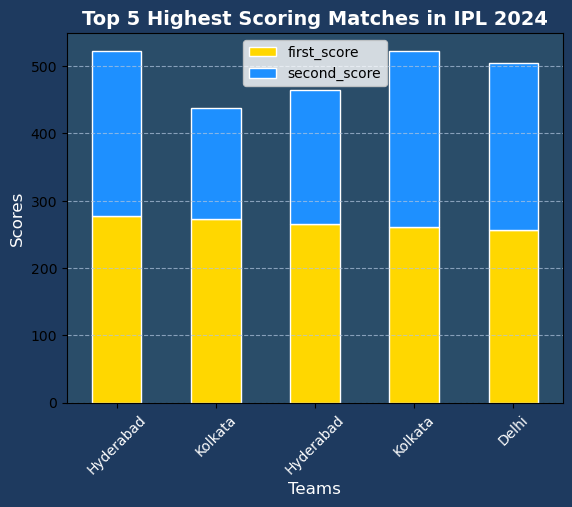 Top 5 Highest Scoring Matches in IPL 2024
first_score
second_score
Scores
500
400
300
200
100
0
Hyderabad
Kolkata
Hyderabad
Kolkata
Delhi
Teams